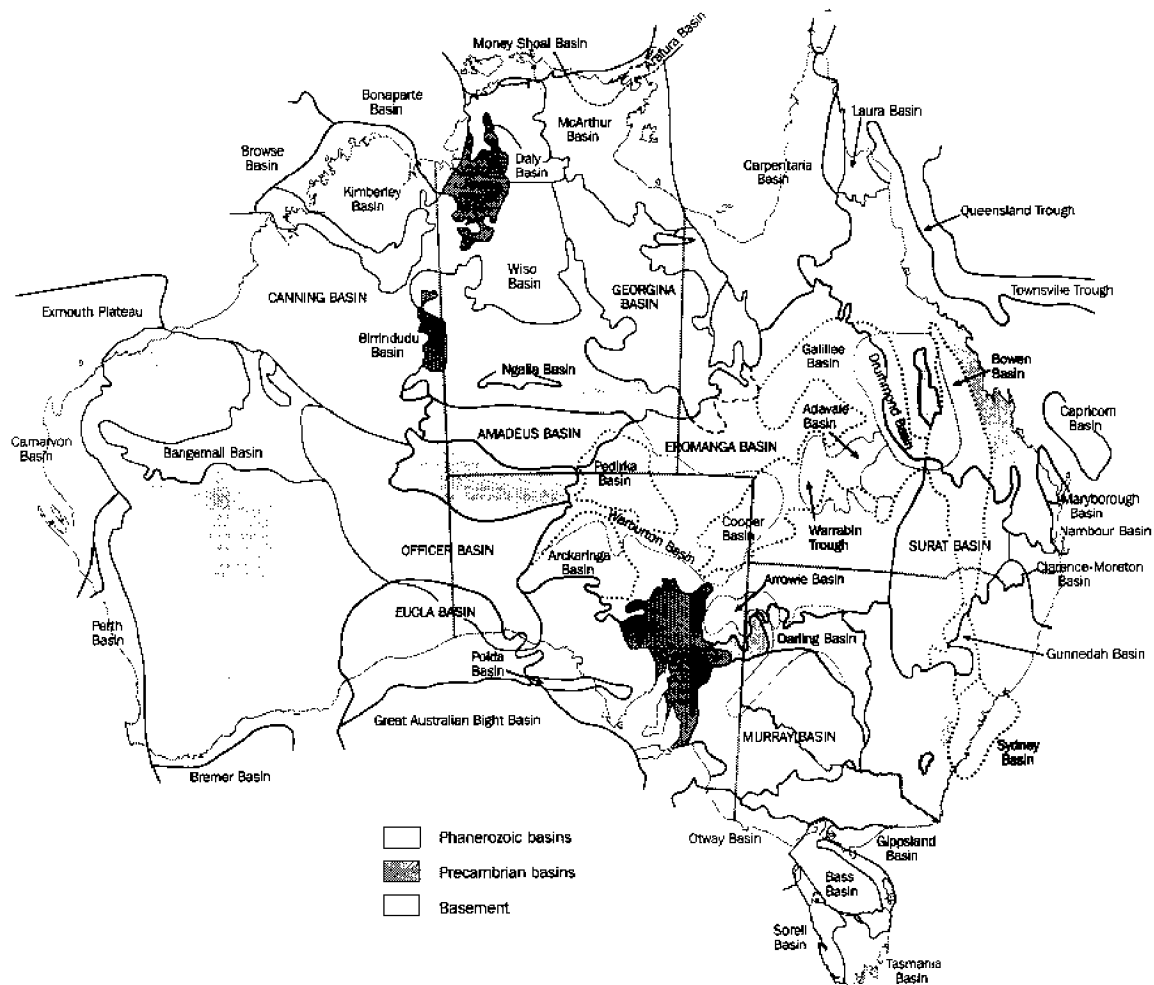 Money Shoal Basin
Arafura Basin
Bonaparte
Basin
McArthur
Basin
Laura Basin
Browse
Basin
Daly
Basin
Carpentaria
Basin
Kimberley
Basin
Queensland Trough
Wiso
Basin
CANNING BASIN
GEORGINA
BASIN
Townsville Trough
Exmouth Plateau
Birrindudu
Basin
Galillee
Basin
Drummond Basin
Bowen
Basin
Ngalia Basin
Adavale
Basin
Capricorn
Basin
Carnarvon
Basin
Bangemall Basin
AMADEUS BASIN
EROMANGA BASIN
Pedirka
Basin
Maryborough
Basin
Warburton Basin
Cooper
Basin
Warrabin
Trough
Nambour Basin
OFFICER BASIN
Arckaringa
Basin
SURAT BASIN
Clarence-Moreton
Basin
Arrowie Basin
EUCLA BASIN
Perth
Basin
Darling Basin
Polda
Basin
Gunnedah Basin
Great Australian Bight Basin
MURRAY BASIN
Sydney
Basin
Bremer Basin
Otway Basin
Gippsland
Basin
Phanerozoic basins
Precambrian basins
Basement
Bass
Basin
Sorell
Basin
Tasmania
Basin